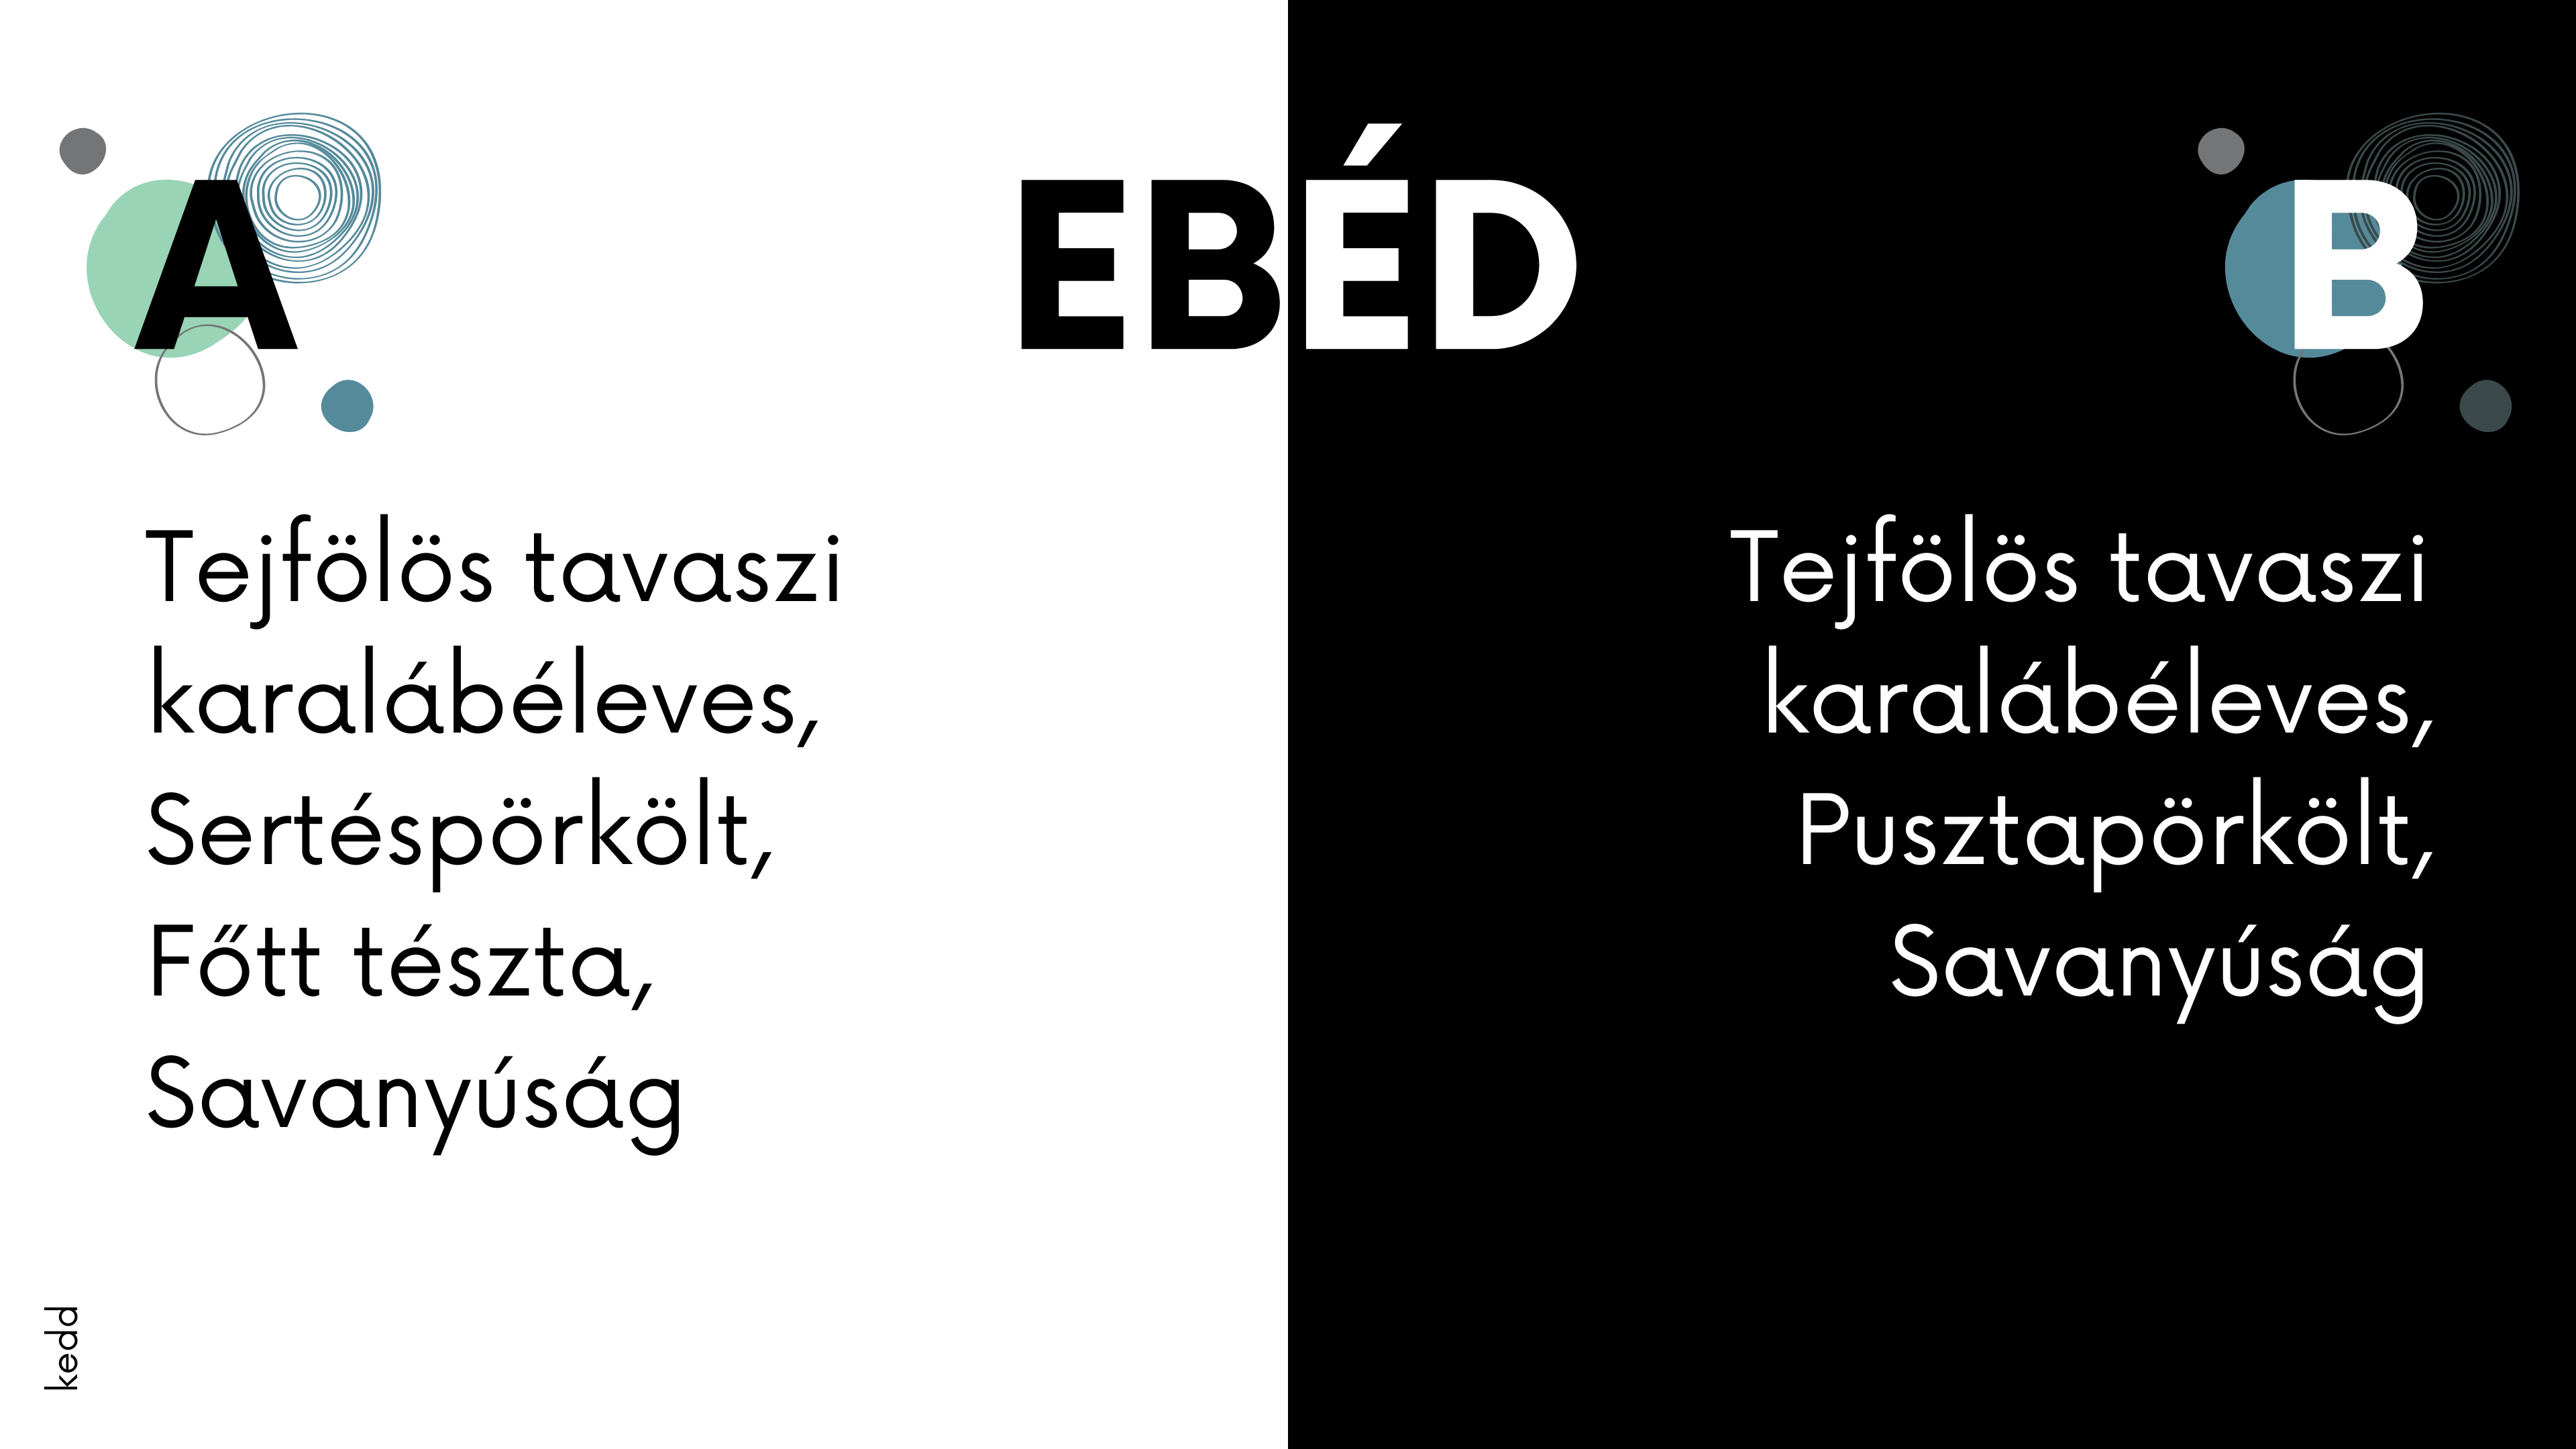 A
EBÉD
B
Tejfölös tavaszi
karalábéleves,
Sertéspörkölt,
Főtt tészta,
Savanyúság
Tejfölös tavaszi
karalábéleves,
Pusztapörkölt,
Savanyúság
kedd